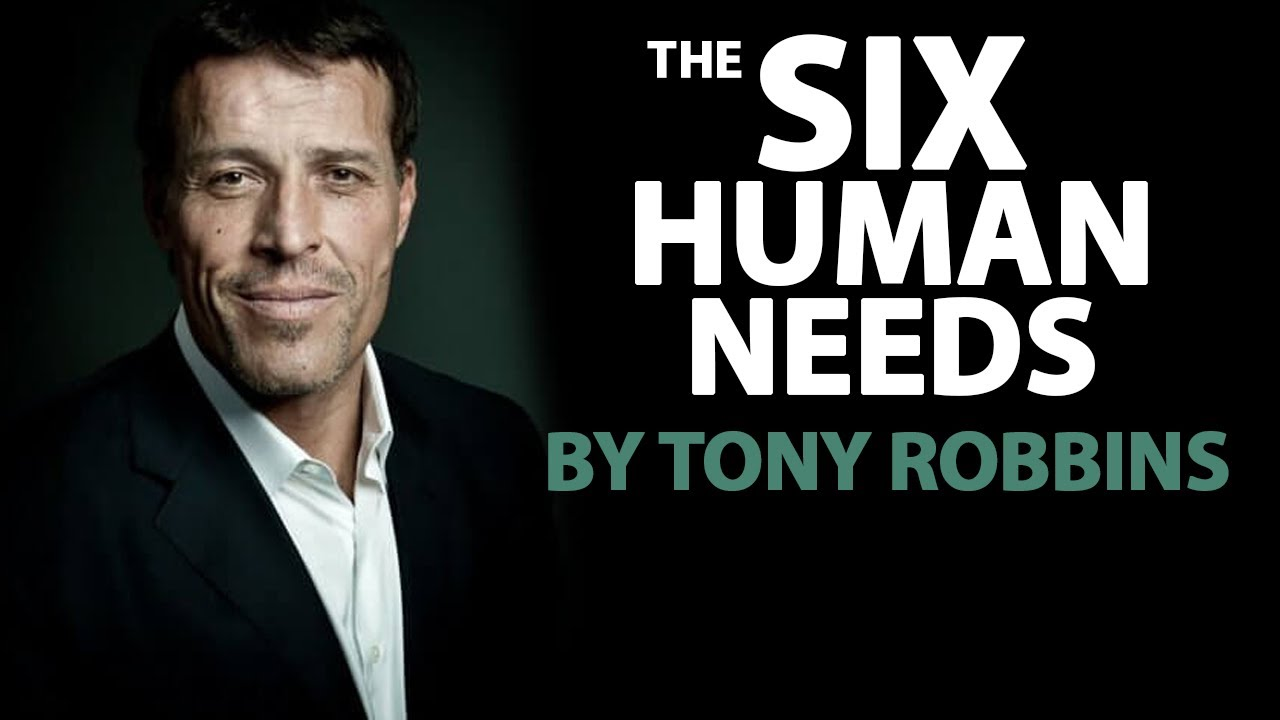 THE SIX
HUMAN
NEEDS
BY TONY ROBBINS